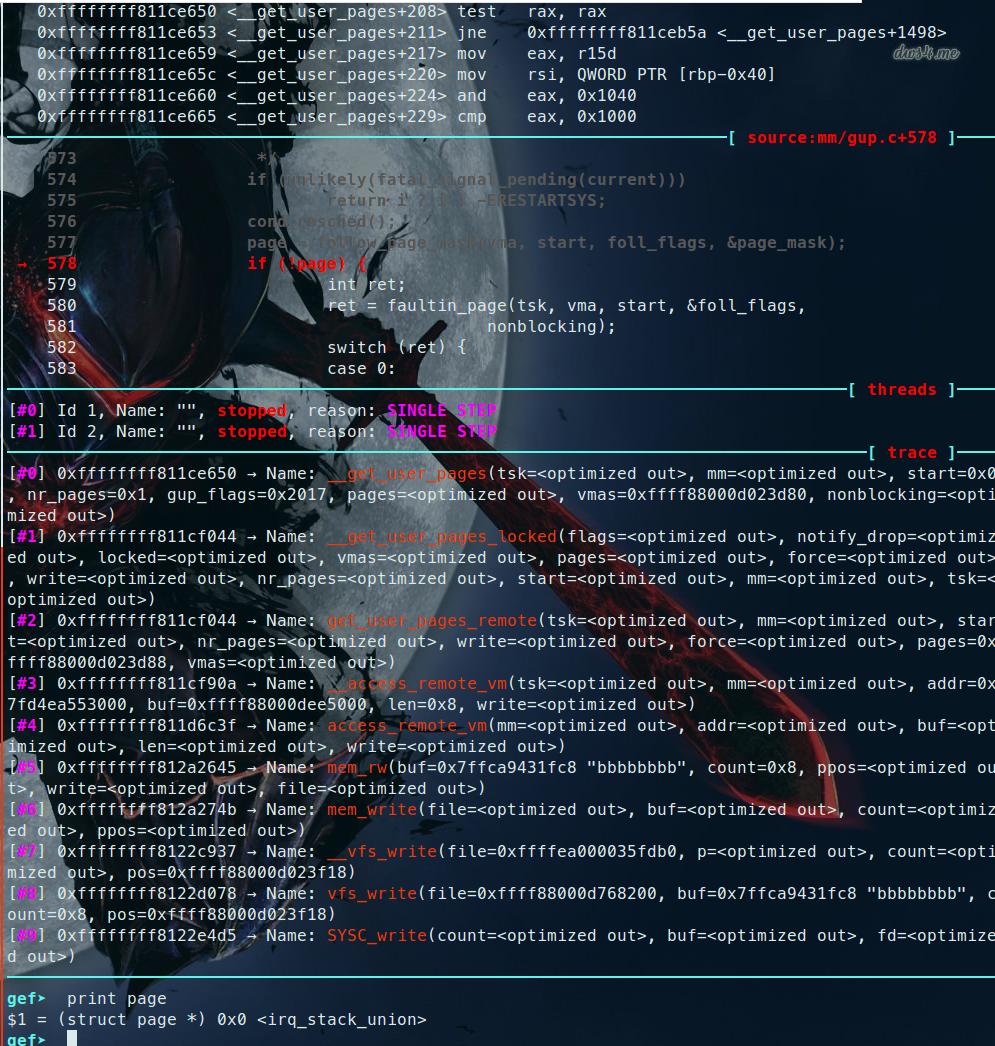 0xffffffff811ce650 <__get_user_pages+208> test   rax, rax
0xffffffff811ce653 <__get_user_pages+211> jne    0xffffffff811ceb5a <__get_user_pages+1498>
0xffffffff811ce659 <__get_user_pages+217> mov    eax, r15d
dws4.me
0xffffffff811ce65c <__get_user_pages+220> mov    rsi, QWORD PTR [rbp-0x40]
0xffffffff811ce660 <__get_user_pages+224> and    eax, 0x1040
0xffffffff811ce665 <__get_user_pages+229> cmp    eax, 0x1000
[ source:mm/gup.c+578 ]
573                  */
574                 if (unlikely(fatal_signal_pending(current)))
575                         return i ? i : -ERESTARTSYS;
576                 cond_resched();
577                 page = follow_page_mask(vma, start, foll_flags, &page_mask);
→  578                 if (!page) {
579                         int ret;
580                         ret = faultin_page(tsk, vma, start, &foll_flags,
581                                         nonblocking);
582                         switch (ret) {
583                         case 0:
[ threads ]
[#0] Id 1, Name: "", stopped, reason: SINGLE STEP
[#1] Id 2, Name: "", stopped, reason: SINGLE STEP
[ trace ]
[#0] 0xffffffff811ce650 → Name: __get_user_pages(tsk=<optimized out>, mm=<optimized out>, start=0x0
, nr_pages=0x1, gup_flags=0x2017, pages=<optimized out>, vmas=0xffff88000d023d80, nonblocking=<opti
mized out>)
[#1] 0xffffffff811cf044 → Name: __get_user_pages_locked(flags=<optimized out>, notify_drop=<optimiz
ed out>, locked=<optimized out>, vmas=<optimized out>, pages=<optimized out>, force=<optimized out>
, write=<optimized out>, nr_pages=<optimized out>, start=<optimized out>, mm=<optimized out>, tsk=<
optimized out>)
[#2] 0xffffffff811cf044 → Name: get_user_pages_remote(tsk=<optimized out>, mm=<optimized out>, star
t=<optimized out>, nr_pages=<optimized out>, write=<optimized out>, force=<optimized out>, pages=0x
ffff88000d023d88, vmas=<optimized out>)
[#3] 0xffffffff811cf90a → Name: __access_remote_vm(tsk=<optimized out>, mm=<optimized out>, addr=0x
7fd4ea553000, buf=0xffff88000dee5000, len=0x8, write=<optimized out>)
[#4] 0xffffffff811d6c3f → Name: access_remote_vm(mm=<optimized out>, addr=<optimized out>, buf=<opt
imized out>, len=<optimized out>, write=<optimized out>)
[#5] 0xffffffff812a2645 → Name: mem_rw(buf=0x7ffca9431fc8 "bbbbbbbb", count=0x8, ppos=<optimized ou
t>, write=<optimized out>, file=<optimized out>)
[#6] 0xffffffff812a274b → Name: mem_write(file=<optimized out>, buf=<optimized out>, count=<optimiz
ed out>, ppos=<optimized out>)
[#7] 0xffffffff8122c937 → Name: __vfs_write(file=0xffffea000035fdb0, p=<optimized out>, count=<opti
mized out>, pos=0xffff88000d023f18)
[#8] 0xffffffff8122d078 → Name: vfs_write(file=0xffff88000d768200, buf=0x7ffca9431fc8 "bbbbbbbb", c
ount=0x8, pos=0xffff88000d023f18)
[#9] 0xffffffff8122e4d5 → Name: SYSC_write(count=<optimized out>, buf=<optimized out>, fd=<optimize
d out>)
gef➤  print page
$1 = (struct page *) 0x0 <irq_stack_union>
gef➤